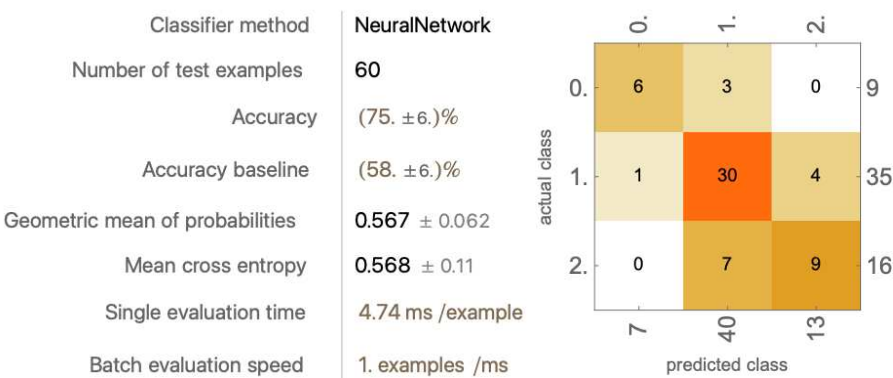 Classifier method NeuralNetwork
Number of test examples 60
Accuracy (75. ±6.)%
Accuracy baseline (58. ±6.)%
Geometric mean of probabilities 0.567 ± 0.062
Mean cross entropy 0.568 ± 0.11
Single evaluation time 4.74 ms /example
Batch evaluation speed 1. examples /ms
0. 1. 2.
actual class
0. 6 3 0 9
1. 1 30 4 35
2. 0 7 9 16
7 40 13
predicted class